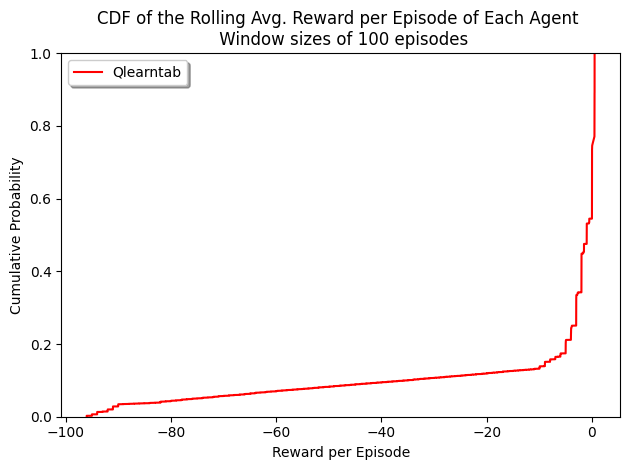 CDF of the Rolling Avg. Reward per Episode of Each Agent
Window sizes of 100 episodes
Qlearntab
1.0
0.8
0.6
0.4
0.2
0.0
Cumulative Probability
−100
−80
−60
−40
−20
0
Reward per Episode